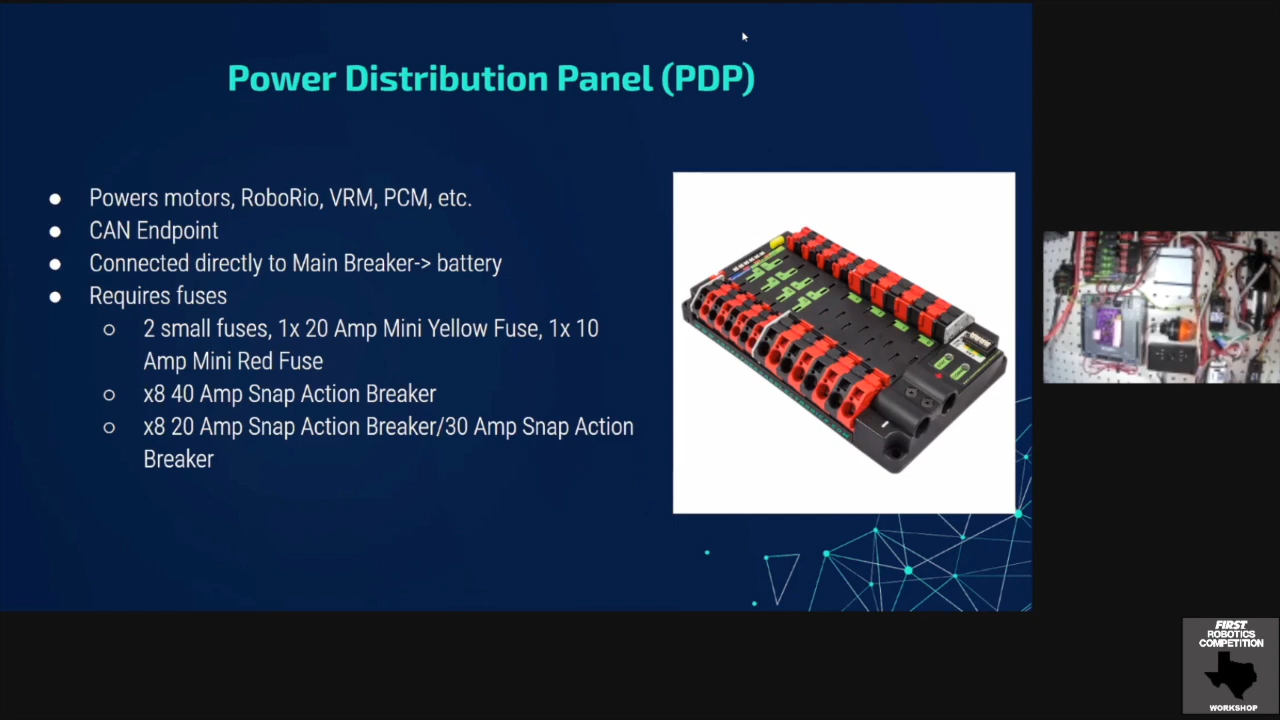 Power Distribution Panel (PDP)
● Powers motors, RoboRio, VRM, PCM, etc.
● CAN Endpoint
● Connected directly to Main Breaker-> battery
● Requires fuses
○ 2 small fuses, 1x 20 Amp Mini Yellow Fuse, 1x 10
Amp Mini Red Fuse
○ x8 40 Amp Snap Action Breaker
○ x8 20 Amp Snap Action Breaker/30 Amp Snap Action
Breaker
FIRST
ROBOTICS
COMPETITION
WORKSHOP